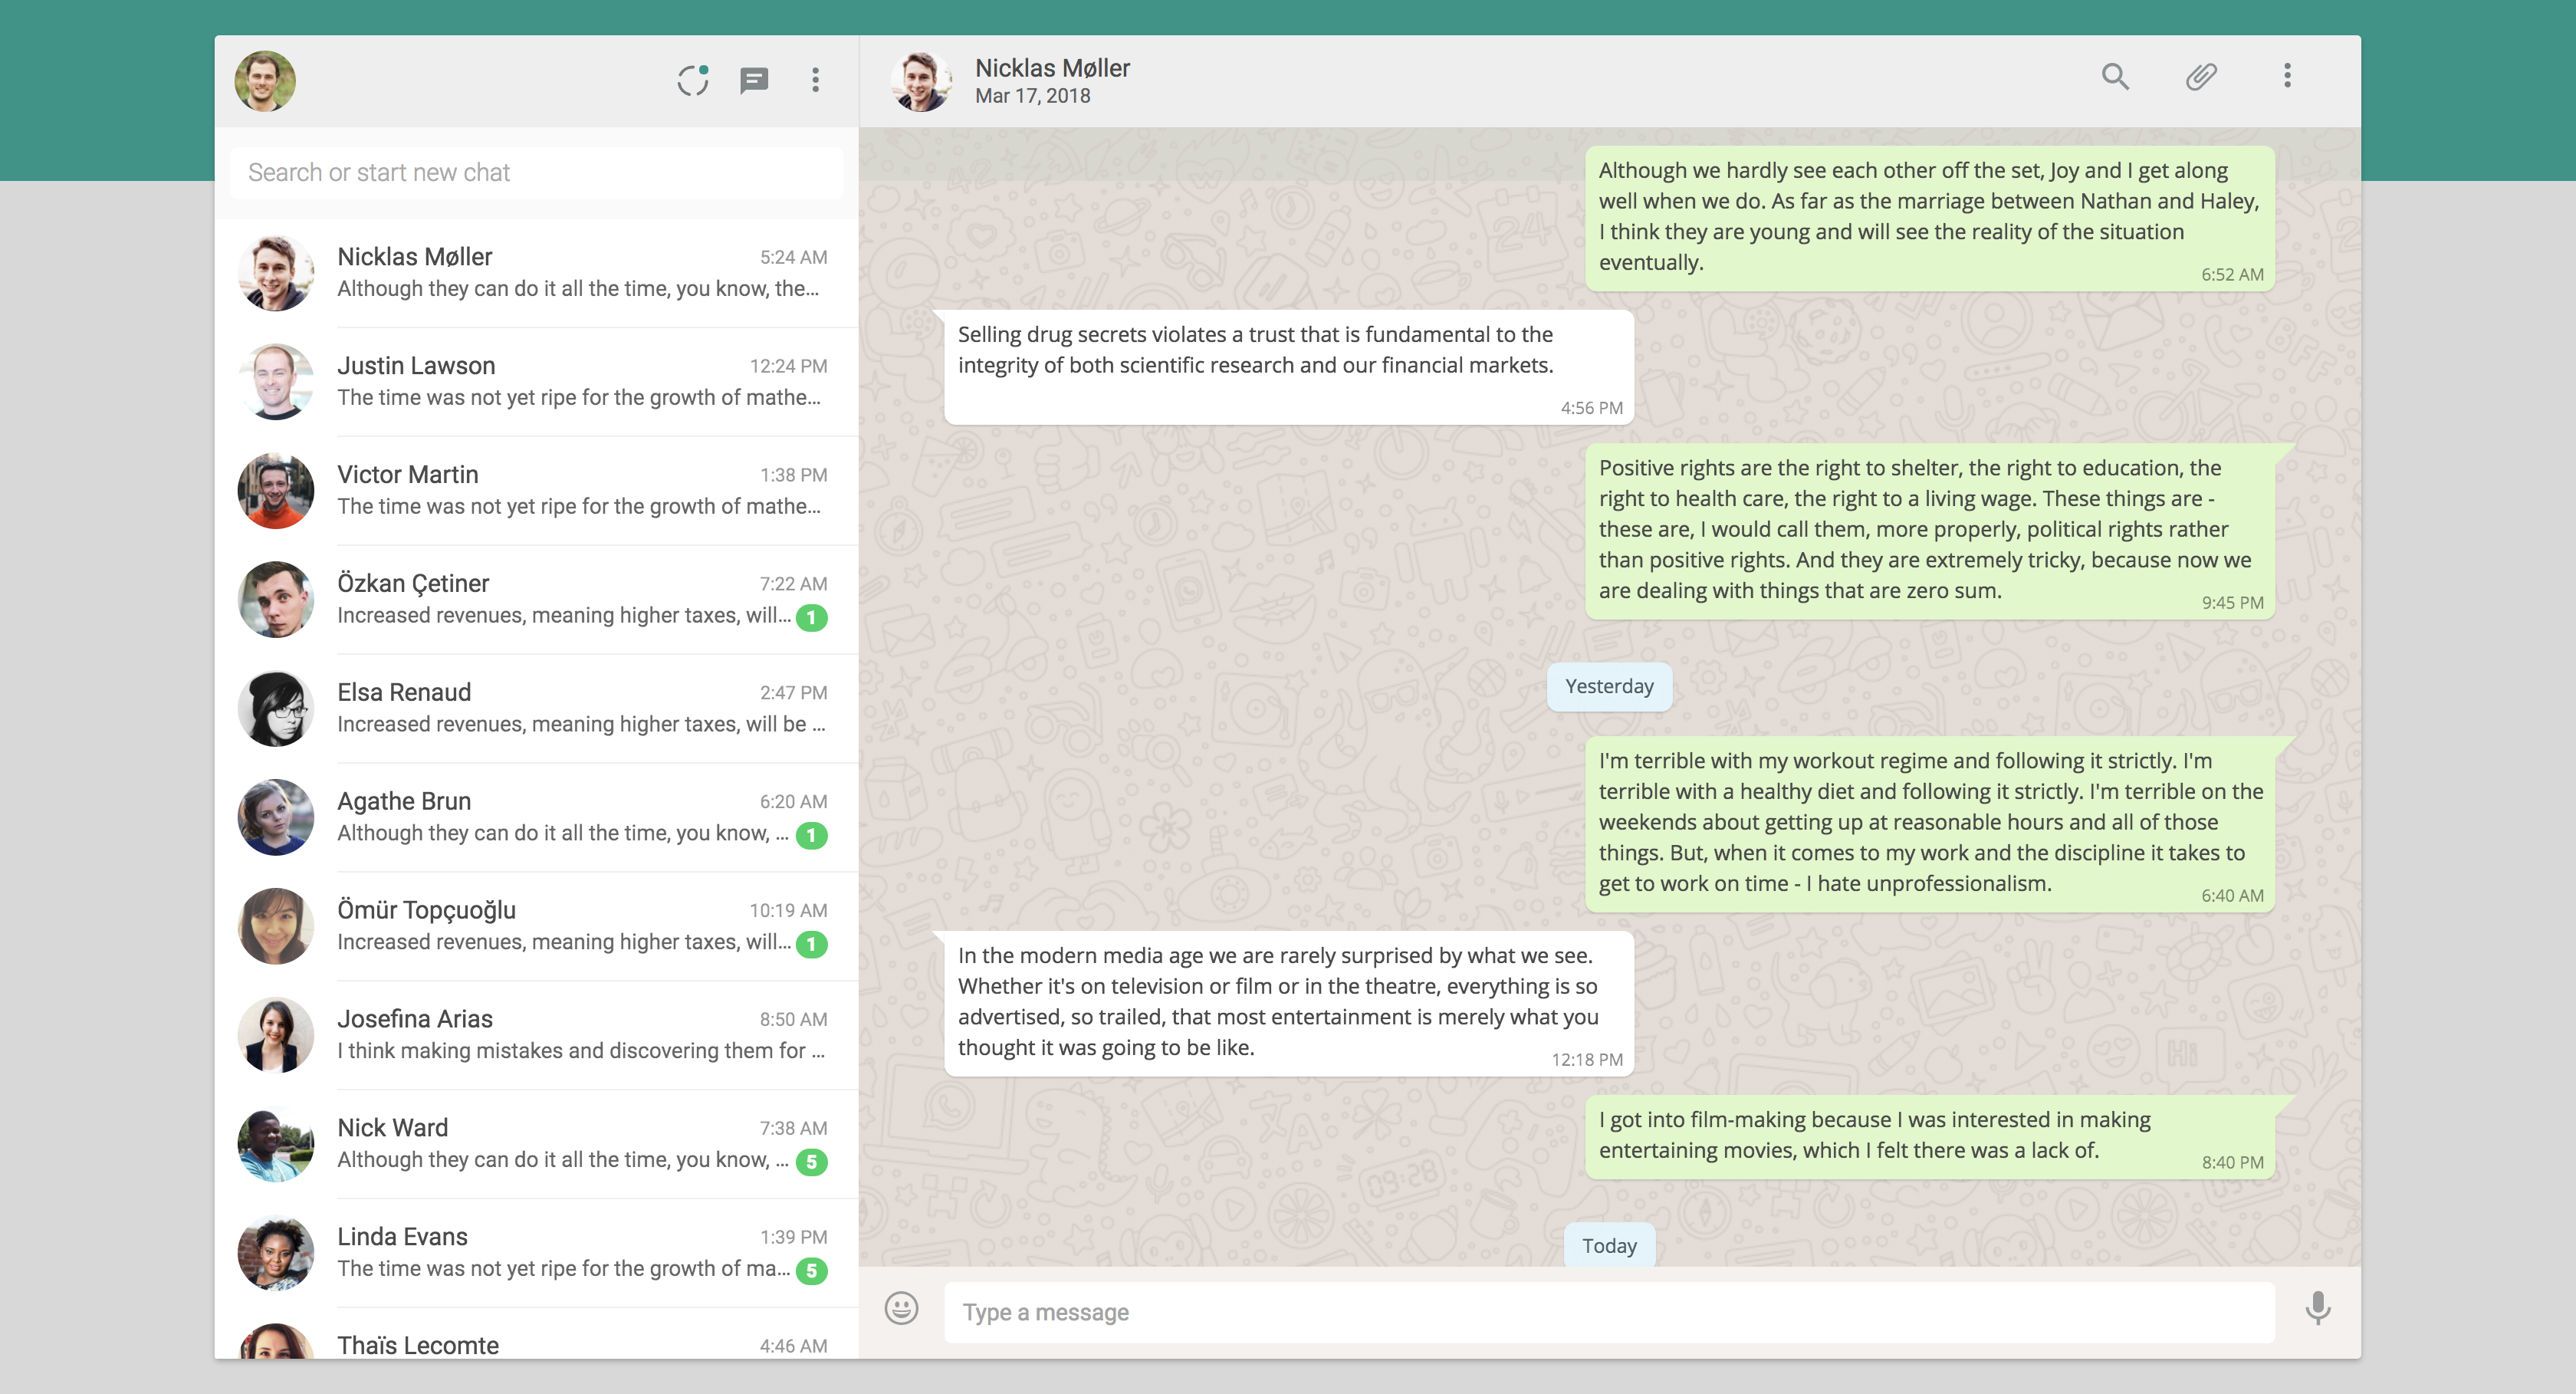 Search or start new chat
Nicklas Møller
5:24 AM
Although they can do it all the time, you know, the...
Justin Lawson
12:24 PM
The time was not yet ripe for the growth of mathe...
Victor Martin
1:38 PM
The time was not yet ripe for the growth of mathe...
Özkan Çetiner
7:22 AM
Increased revenues, meaning higher taxes, will...
1
Elsa Renaud
2:47 PM
Increased revenues, meaning higher taxes, will be ...
Agathe Brun
6:20 AM
Although they can do it all the time, you know, ...
1
Ömür Topçuoğlu
10:19 AM
Increased revenues, meaning higher taxes, will...
1
Josefina Arias
8:50 AM
I think making mistakes and discovering them for ...
Nick Ward
7:38 AM
Although they can do it all the time, you know, ...
5
Linda Evans
1:39 PM
The time was not yet ripe for the growth of ma...
5
Thaïs Lecomte
4:46 AM
Nicklas Møller
Mar 17, 2018
Although we hardly see each other off the set, Joy and I get along
well when we do. As far as the marriage between Nathan and Haley,
I think they are young and will see the reality of the situation
eventually.
6:52 AM
Selling drug secrets violates a trust that is fundamental to the
integrity of both scientific research and our financial markets.
4:56 PM
Positive rights are the right to shelter, the right to education, the
right to health care, the right to a living wage. These things are -
these are, I would call them, more properly, political rights rather
than positive rights. And they are extremely tricky, because now we
are dealing with things that are zero sum.
9:45 PM
Yesterday
I'm terrible with my workout regime and following it strictly. I'm
terrible with a healthy diet and following it strictly. I'm terrible on the
weekends about getting up at reasonable hours and all of those
things. But, when it comes to my work and the discipline it takes to
get to work on time - I hate unprofessionalism.
6:40 AM
In the modern media age we are rarely surprised by what we see.
Whether it's on television or film or in the theatre, everything is so
advertised, so trailed, that most entertainment is merely what you
thought it was going to be like.
12:18 PM
I got into film-making because I was interested in making
entertaining movies, which I felt there was a lack of.
8:40 PM
Today
Type a message